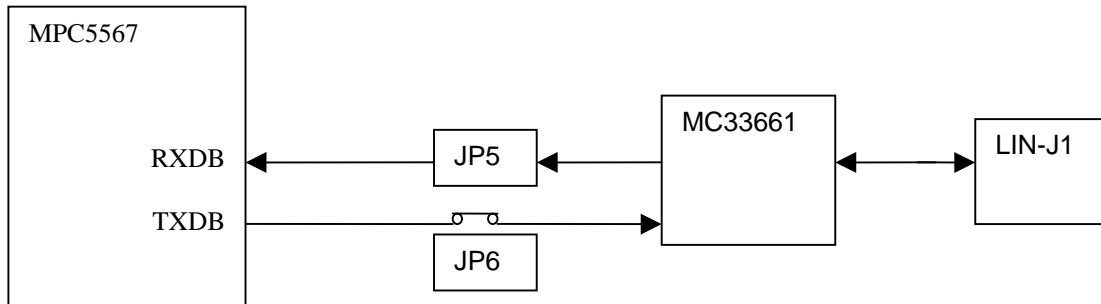 MPC5567
MC33661
LIN-J1
RXDB
JP5
TXDB
JP6